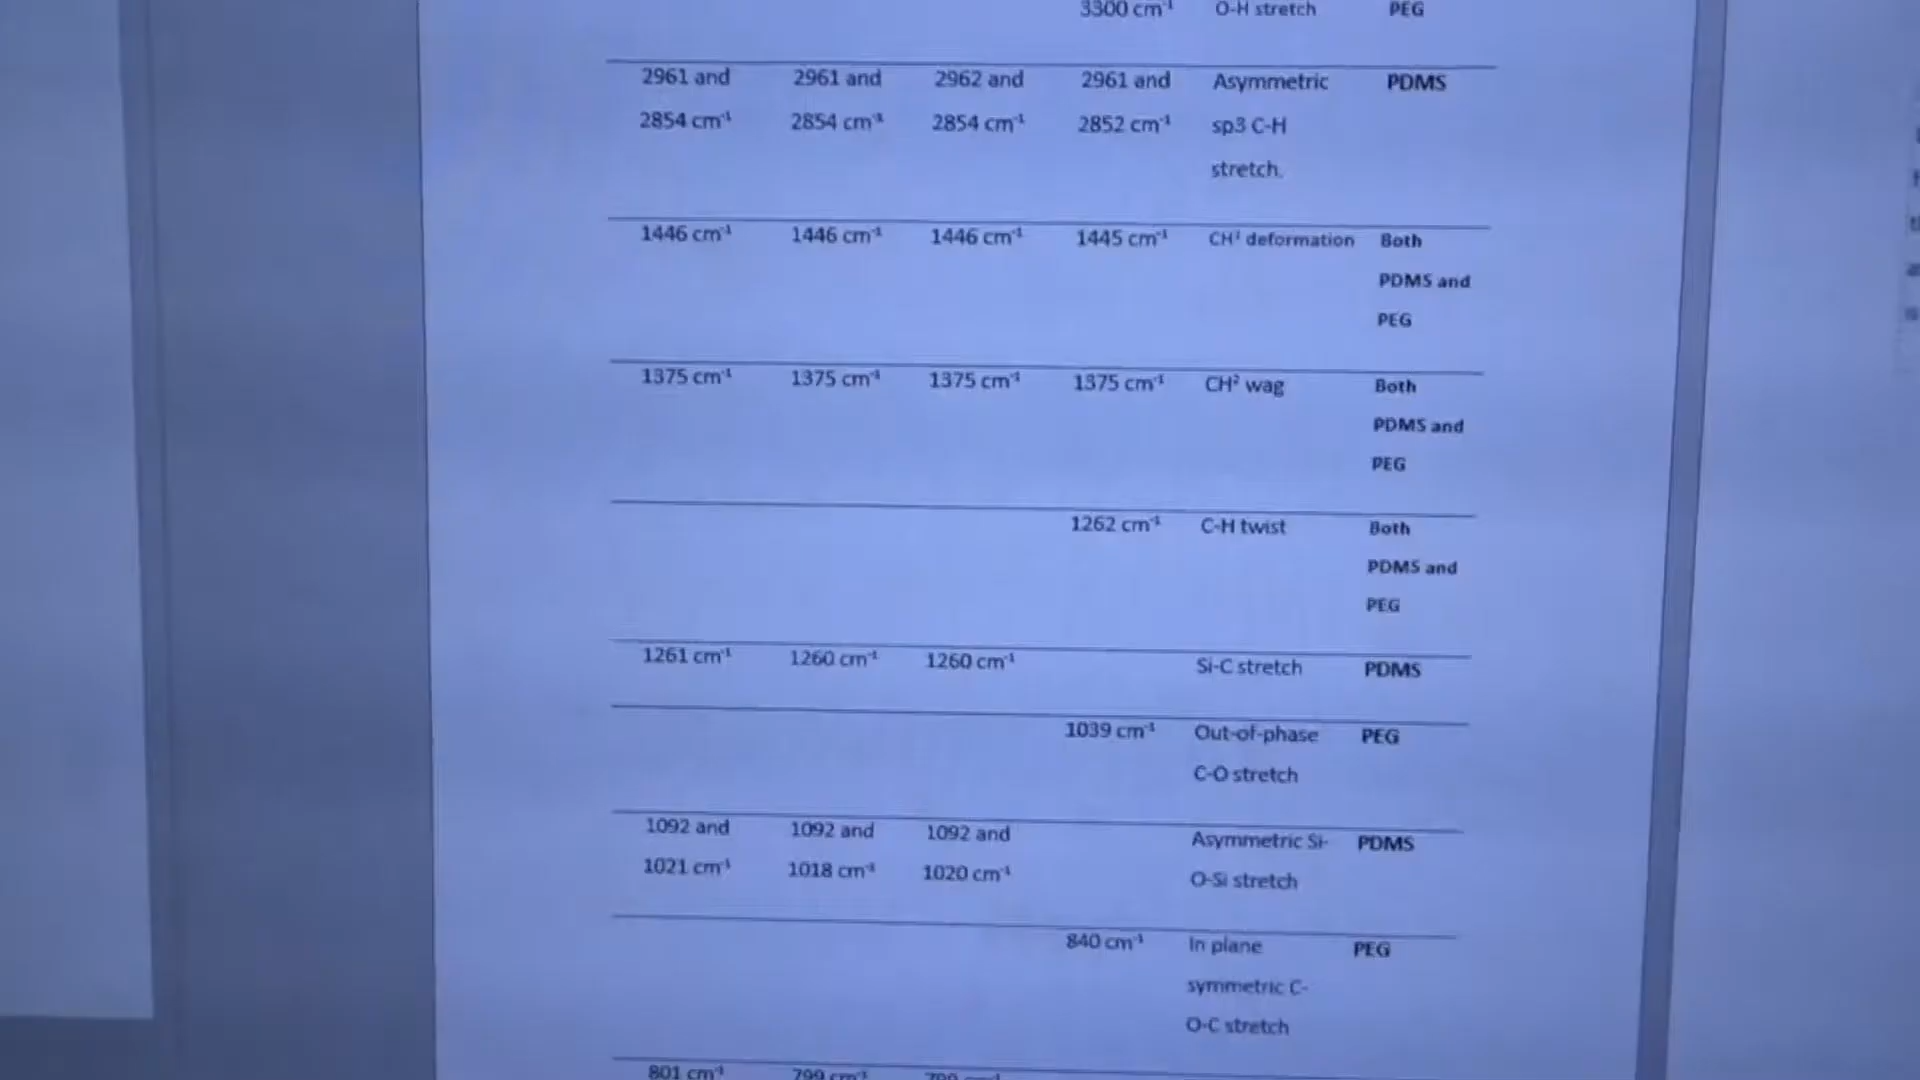 3300 cm⁻¹ O-H stretch PEG
2961 and 2961 and 2962 and 2961 and Asymmetric PDMS
2854 cm⁻¹ 2854 cm⁻¹ 2854 cm⁻¹ 2852 cm⁻¹ sp3 C-H
stretch.
1446 cm⁻¹ 1446 cm⁻¹ 1446 cm⁻¹ 1445 cm⁻¹ CH² deformation Both
PDMS and
PEG
1375 cm⁻¹ 1375 cm⁻¹ 1375 cm⁻¹ 1375 cm⁻¹ CH² wag Both
PDMS and
PEG
1262 cm⁻¹ C-H twist Both
PDMS and
PEG
1261 cm⁻¹ 1260 cm⁻¹ 1260 cm⁻¹ Si-C stretch PDMS
1039 cm⁻¹ Out-of-phase PEG
C-O stretch
1092 and 1092 and 1092 and Asymmetric Si- PDMS
1021 cm⁻¹ 1018 cm⁻¹ 1020 cm⁻¹ O-Si stretch
840 cm⁻¹ In plane PEG
symmetric C-
O-C stretch
801 cm⁻¹ 799 cm⁻¹